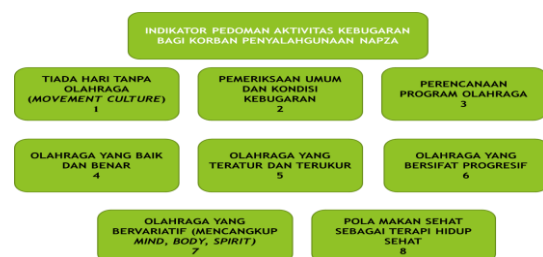 INDIKATOR PEDOMAN AKTIVITAS KEBUGARAN
BAGI KORBAN PENYALAHGUNAAN NAPZA
TIADA HARI TANPA
OLAHRAGA
(MOVEMENT CULTURE)
1
PEMERIKSAAN UMUM
DAN KONDISI
KEBUGARAN
2
PERENCANAAN
PROGRAM OLAHRAGA
3
OLAHRAGA YANG BAIK
DAN BENAR
4
OLAHRAGA YANG
TERATUR DAN TERUKUR
5
OLAHRAGA YANG
BERSIFAT PROGRESIF
6
OLAHRAGA YANG
BERVARIATIF (MENCANGKUP
MIND, BODY, SPIRIT)
7
POLA MAKAN SEHAT
SEBAGAI TERAPI HIDUP
SEHAT
8